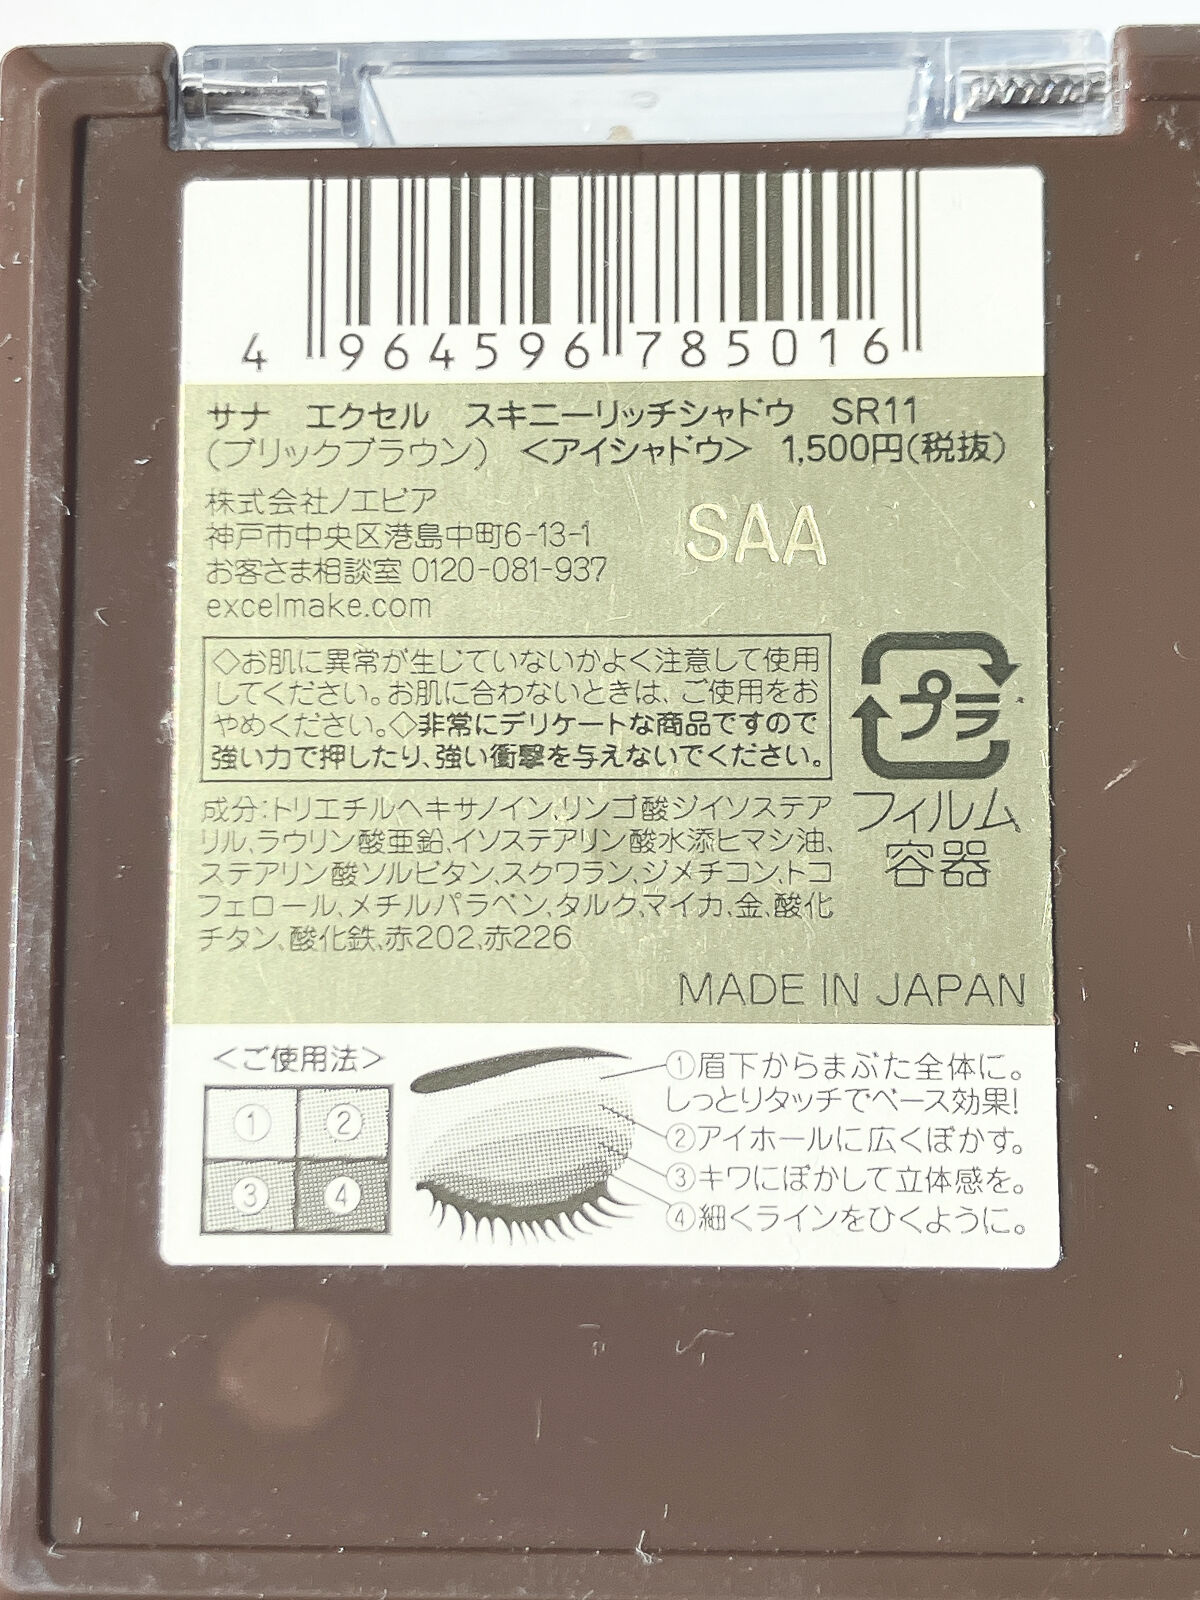 4 964596 785016
サナ エクセル スキニーリッチシャドウ SR11
(ブリックブラウン) <アイシャドウ> 1,500円(税抜)
株式会社ノエビア
神戸市中央区港島中町6-13-1
お客さま相談室 0120-081-937
excelmake.com
SAA
◇お肌に異常が生じていないかよく注意して使用
してください。お肌に合わないときは、ご使用をお
やめください。◇非常にデリケートな商品ですので
強い力で押したり、強い衝撃を与えないでください。
プラ
フィルム
容器
成分:トリエチルヘキサノイン、リンゴ酸ジイソステア
リル、ラウリン酸亜鉛、イソステアリン酸水添ヒマシ油、
ステアリン酸ソルビタン、スクワラン、ジメチコン、トコ
フェロール、メチルパラベン、タルク、マイカ、金、酸化
チタン、酸化鉄、赤202、赤226
MADE IN JAPAN
<ご使用法>
① ②
③ ④
①眉下からまぶた全体に。
しっとりタッチでベース効果!
②アイホールに広くぼかす。
③キワにぼかして立体感を。
④細くラインをひくように。